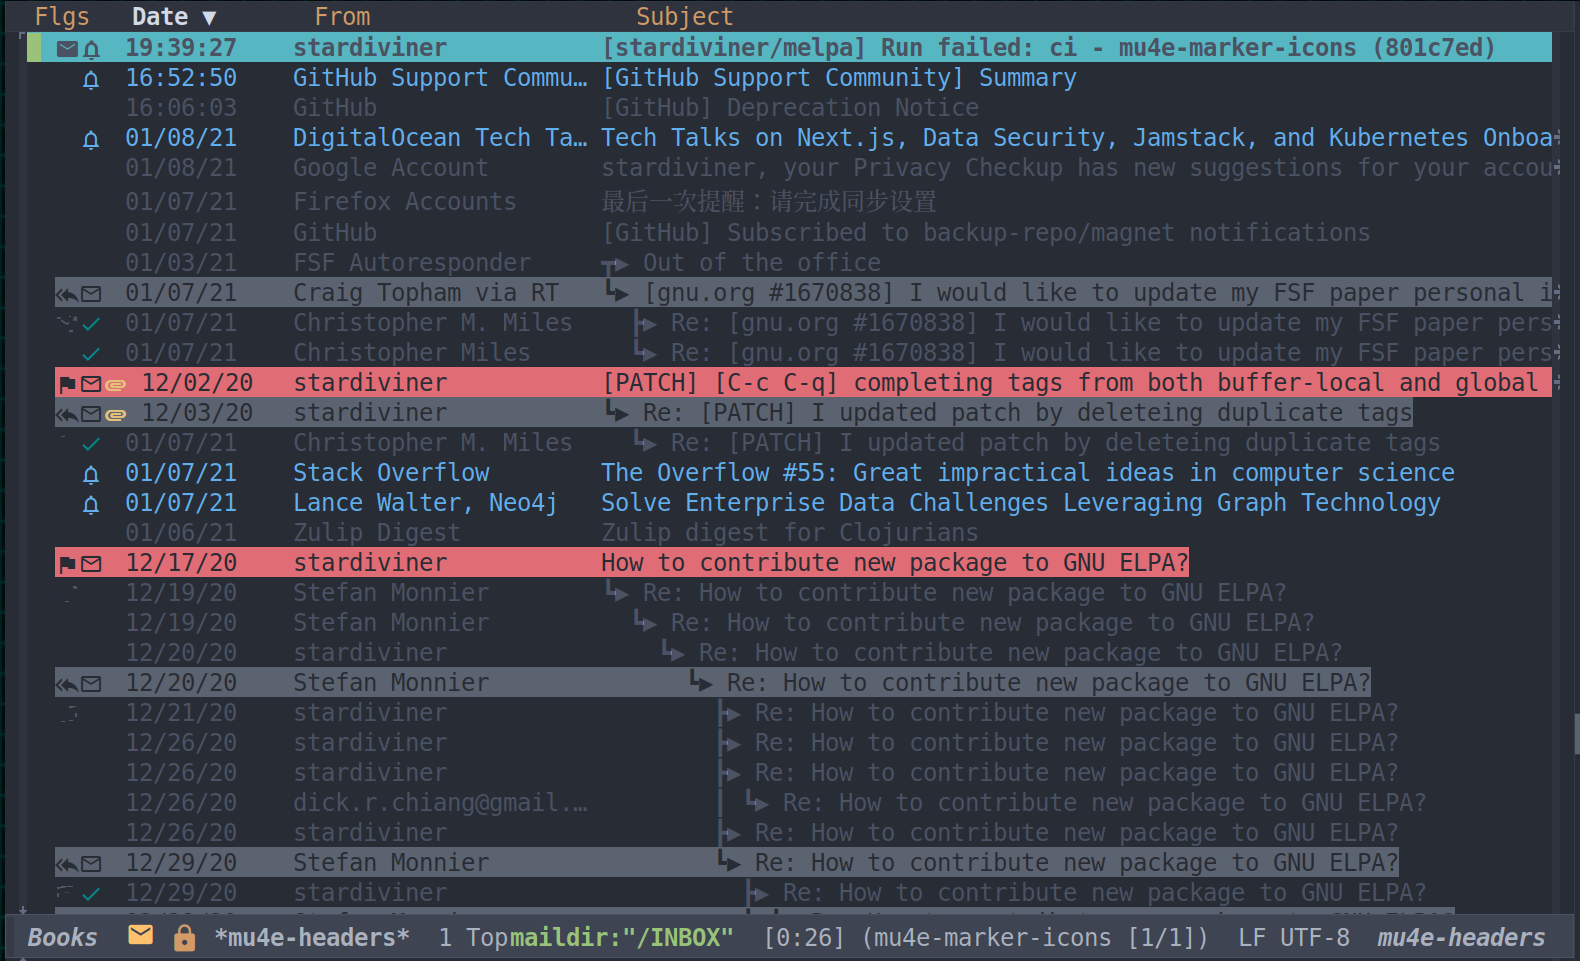 Flgs Date ▼ From Subject
19:39:27 stardiviner [stardiviner/melpa] Run failed: ci - mu4e-marker-icons (801c7ed)
16:52:50 GitHub Support Commu… [GitHub Support Community] Summary
16:06:03 GitHub [GitHub] Deprecation Notice
01/08/21 DigitalOcean Tech Ta… Tech Talks on Next.js, Data Security, Jamstack, and Kubernetes Onboa
01/08/21 Google Account stardiviner, your Privacy Checkup has new suggestions for your accou
01/07/21 Firefox Accounts 最后一次提醒：请完成同步设置
01/07/21 GitHub [GitHub] Subscribed to backup-repo/magnet notifications
01/03/21 FSF Autoresponder ┳▶ Out of the office
01/07/21 Craig Topham via RT ┗▶ [gnu.org #1670838] I would like to update my FSF paper personal i
01/07/21 Christopher M. Miles ┣▶ Re: [gnu.org #1670838] I would like to update my FSF paper pers
01/07/21 Christopher Miles ┗▶ Re: [gnu.org #1670838] I would like to update my FSF paper pers
12/02/20 stardiviner [PATCH] [C-c C-q] completing tags from both buffer-local and global
12/03/20 stardiviner ┗▶ Re: [PATCH] I updated patch by deleteing duplicate tags
01/07/21 Christopher M. Miles ┗▶ Re: [PATCH] I updated patch by deleteing duplicate tags
01/07/21 Stack Overflow The Overflow #55: Great impractical ideas in computer science
01/07/21 Lance Walter, Neo4j Solve Enterprise Data Challenges Leveraging Graph Technology
01/06/21 Zulip Digest Zulip digest for Clojurians
12/17/20 stardiviner How to contribute new package to GNU ELPA?
12/19/20 Stefan Monnier ┗▶ Re: How to contribute new package to GNU ELPA?
12/19/20 Stefan Monnier ┗▶ Re: How to contribute new package to GNU ELPA?
12/20/20 stardiviner ┗▶ Re: How to contribute new package to GNU ELPA?
12/20/20 Stefan Monnier ┗▶ Re: How to contribute new package to GNU ELPA?
12/21/20 stardiviner ┣▶ Re: How to contribute new package to GNU ELPA?
12/26/20 stardiviner ┣▶ Re: How to contribute new package to GNU ELPA?
12/26/20 stardiviner ┣▶ Re: How to contribute new package to GNU ELPA?
12/26/20 dick.r.chiang@gmail.… ┃ ┗▶ Re: How to contribute new package to GNU ELPA?
12/26/20 stardiviner ┣▶ Re: How to contribute new package to GNU ELPA?
12/29/20 Stefan Monnier ┗▶ Re: How to contribute new package to GNU ELPA?
12/29/20 stardiviner ┣▶ Re: How to contribute new package to GNU ELPA?
Books *mu4e-headers* 1 Top maildir:"/INBOX" [0:26] (mu4e-marker-icons [1/1]) LF UTF-8 mu4e-headers